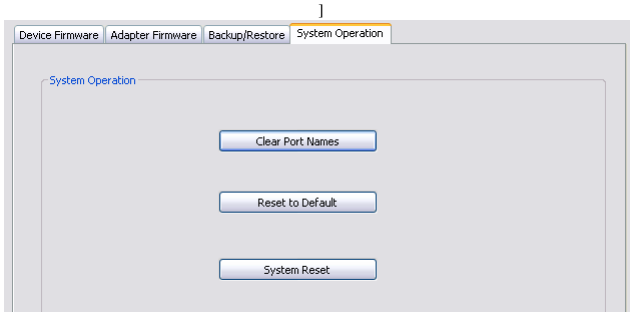 ]
Device Firmware Adapter Firmware Backup/Restore System Operation
System Operation
Clear Port Names
Reset to Default
System Reset